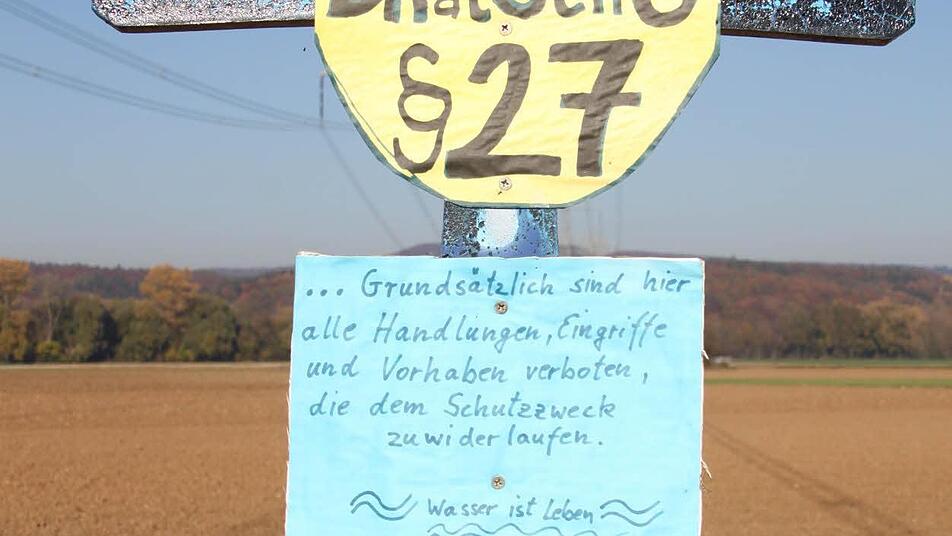 §27
... Grundsätzlich sind hier
alle Handlungen, Eingriffe
und Vorhaben verboten,
die dem Schutzzweck
zuwiderlaufen.
Wasser ist Leben